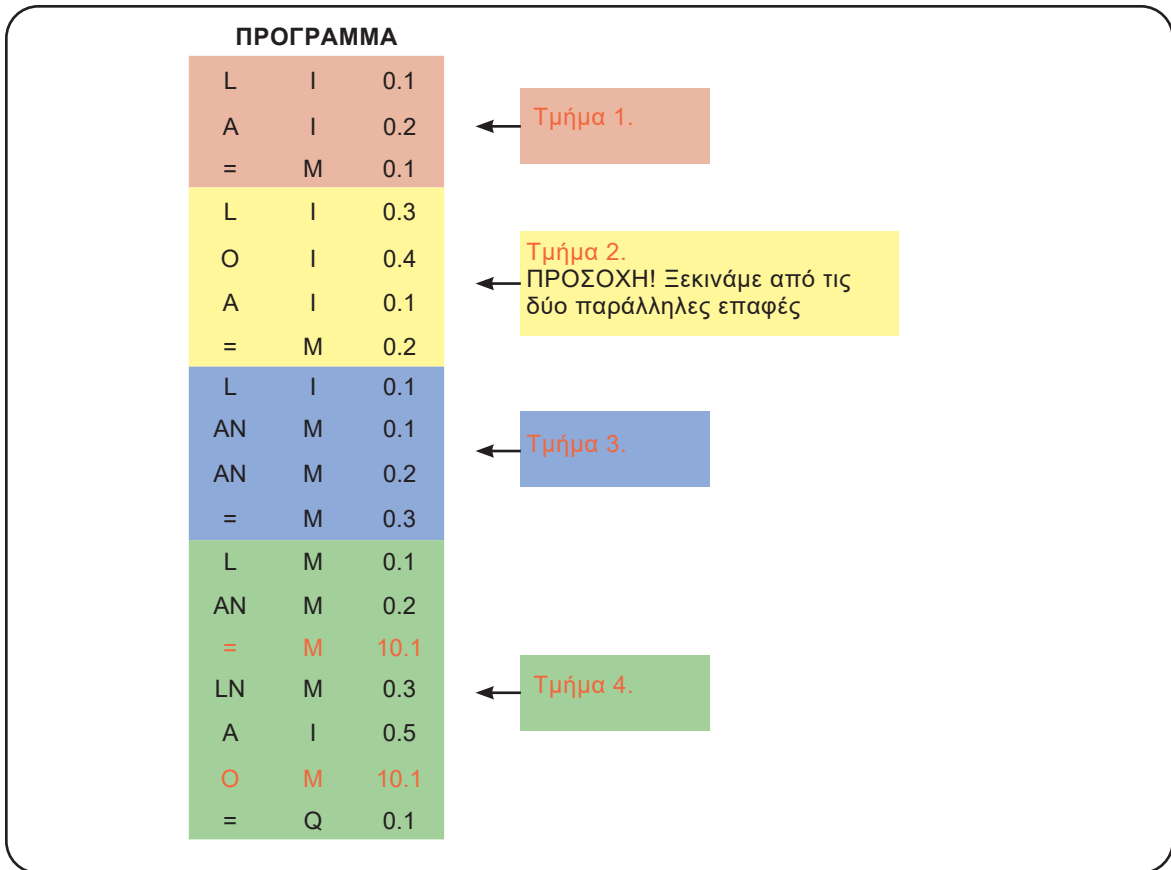 ΠΡΟΓΡΑΜΜΑ
L I 0.1
A I 0.2
= M 0.1
Τμήμα 1.
L I 0.3
O I 0.4
A I 0.1
= M 0.2
Τμήμα 2.
ΠΡΟΣΟΧΗ! Ξεκινάμε από τις
δύο παράλληλες επαφές
L I 0.1
AN M 0.1
AN M 0.2
= M 0.3
Τμήμα 3.
L M 0.1
AN M 0.2
= M 10.1
LN M 0.3
A I 0.5
O M 10.1
= Q 0.1
Τμήμα 4.